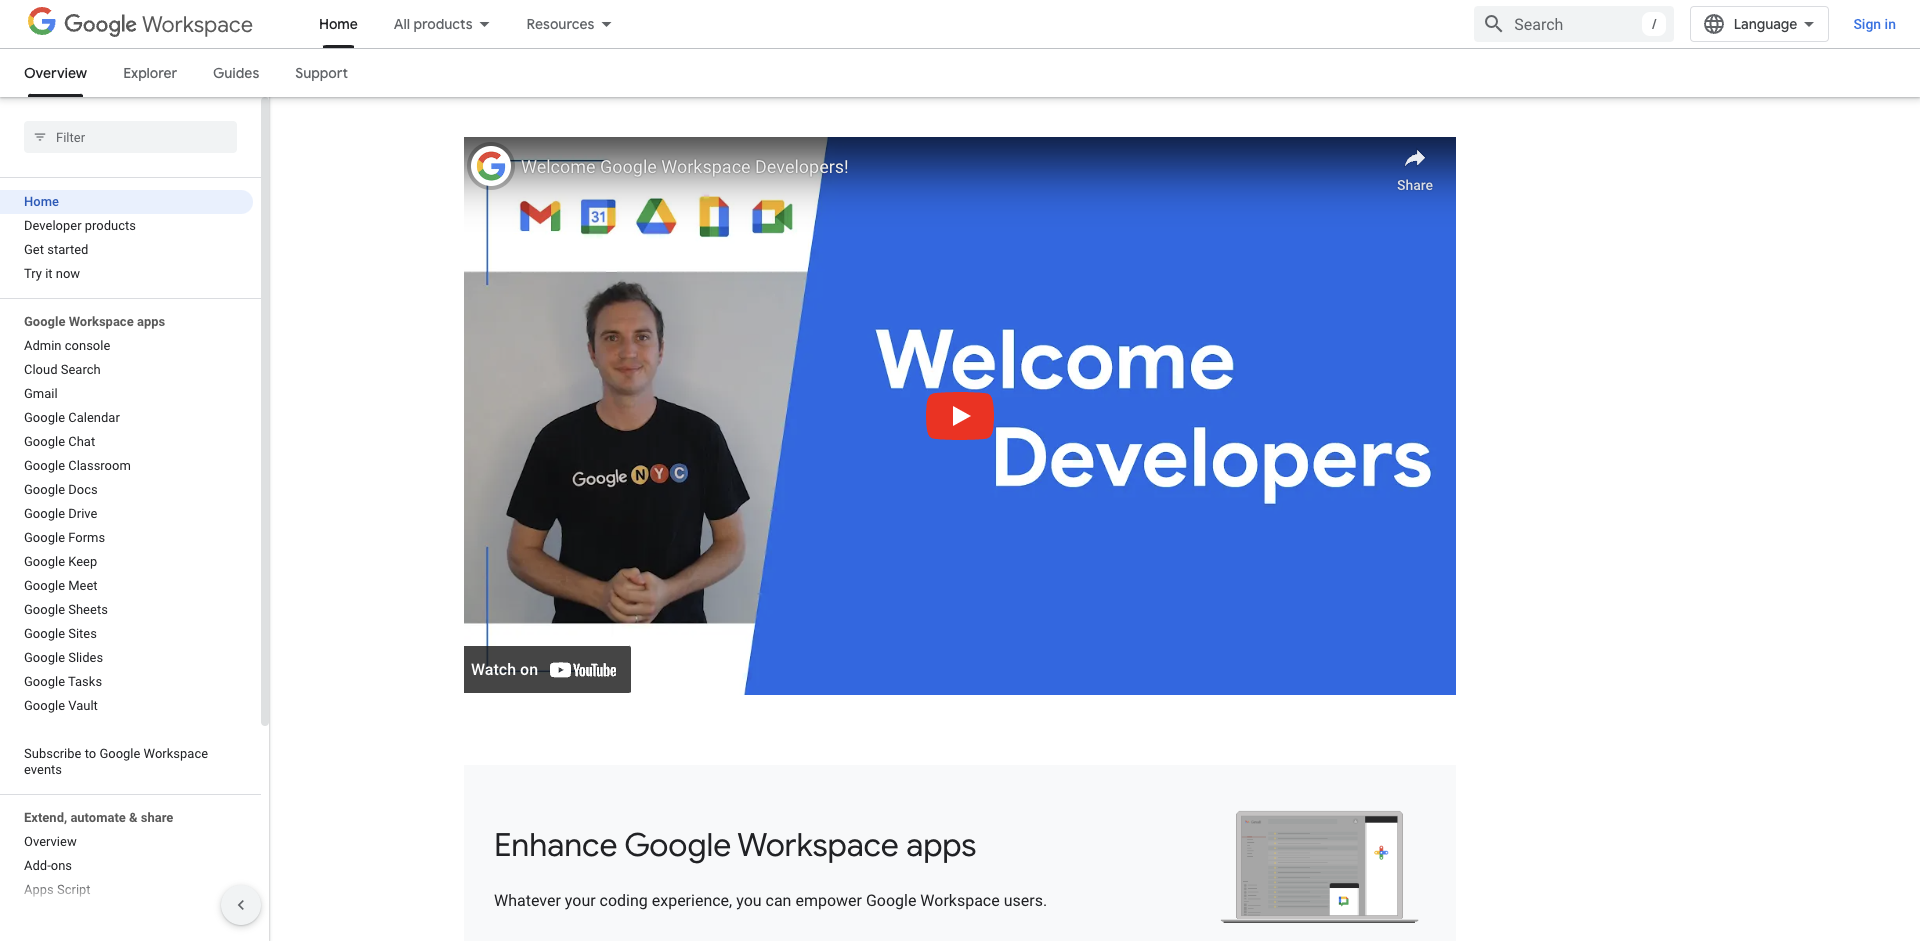 Google Workspace
Home
All products
Resources
Search
/
Language
Sign in
Overview
Explorer
Guides
Support
Filter
Home
Developer products
Get started
Try it now
Google Workspace apps
Admin console
Cloud Search
Gmail
Google Calendar
Google Chat
Google Classroom
Google Docs
Google Drive
Google Forms
Google Keep
Google Meet
Google Sheets
Google Sites
Google Slides
Google Tasks
Google Vault
Subscribe to Google Workspace
events
Extend, automate & share
Overview
Add-ons
Apps Script
Welcome Google Workspace Developers!
Share
31
Welcome
Developers
Google NYC
Watch on YouTube
Enhance Google Workspace apps
Whatever your coding experience, you can empower Google Workspace users.